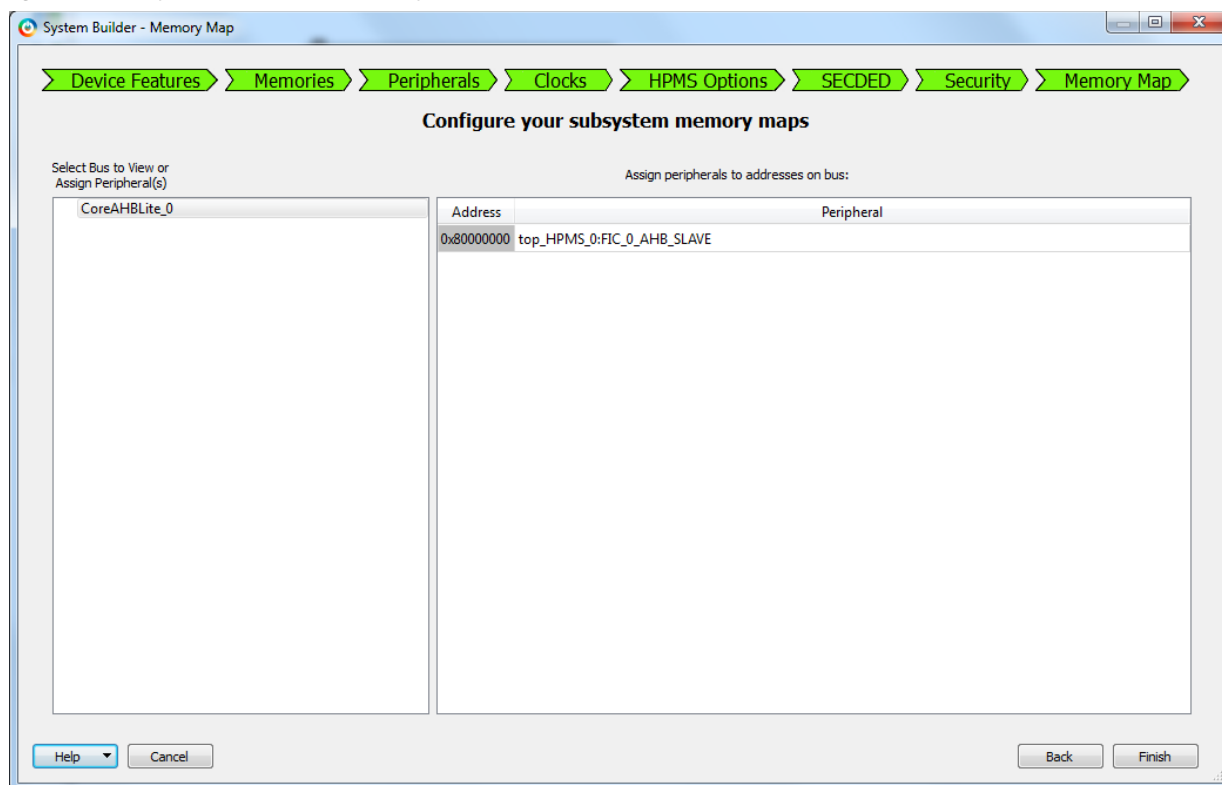 System Builder - Memory Map
Device Features Memories Peripherals Clocks HPMS Options SECDED Security Memory Map
Configure your subsystem memory maps
Select Bus to View or
Assign Peripheral(s)
Assign peripherals to addresses on bus:
CoreAHBLite_0
Address Peripheral
0x80000000 top_HPMS_0:FIC_0_AHB_SLAVE
Help Cancel Back Finish